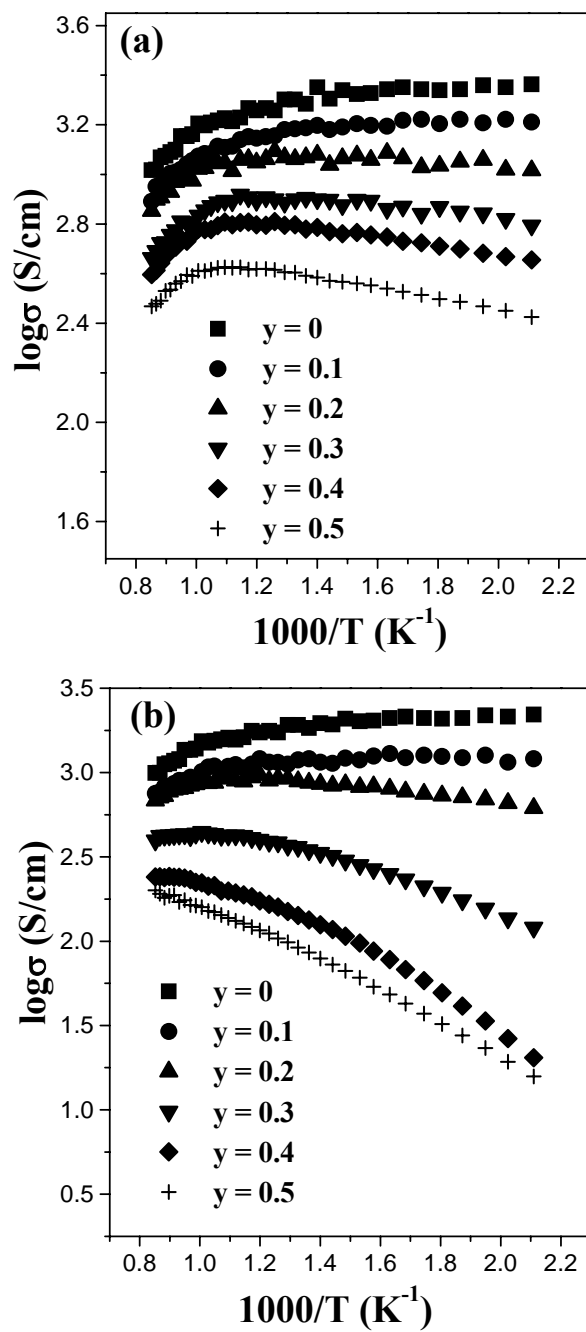 (a)
3.6
3.2
2.8
2.4
2.0
1.6
logσ (S/cm)
y = 0
y = 0.1
y = 0.2
y = 0.3
y = 0.4
y = 0.5
0.8 1.0 1.2 1.4 1.6 1.8 2.0 2.2
1000/T (K⁻¹)
(b)
3.5
3.0
2.5
2.0
1.5
1.0
0.5
logσ (S/cm)
y = 0
y = 0.1
y = 0.2
y = 0.3
y = 0.4
y = 0.5
0.8 1.0 1.2 1.4 1.6 1.8 2.0 2.2
1000/T (K⁻¹)